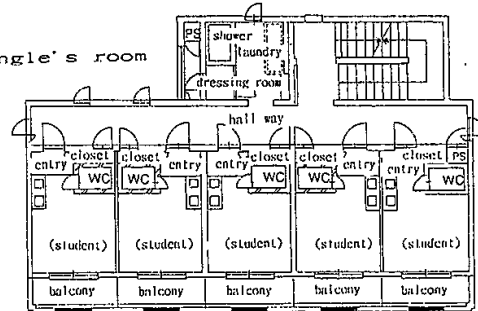 ngle's room
PS
shower
laundry
dressing room
hall way
closet
closet
closet
closet
closet
PS
entry
WC
WC
entry
entry
WC
WC
entry
entry
WC
(student)
(student)
(student)
(student)
(student)
balcony
balcony
balcony
balcony
balcony